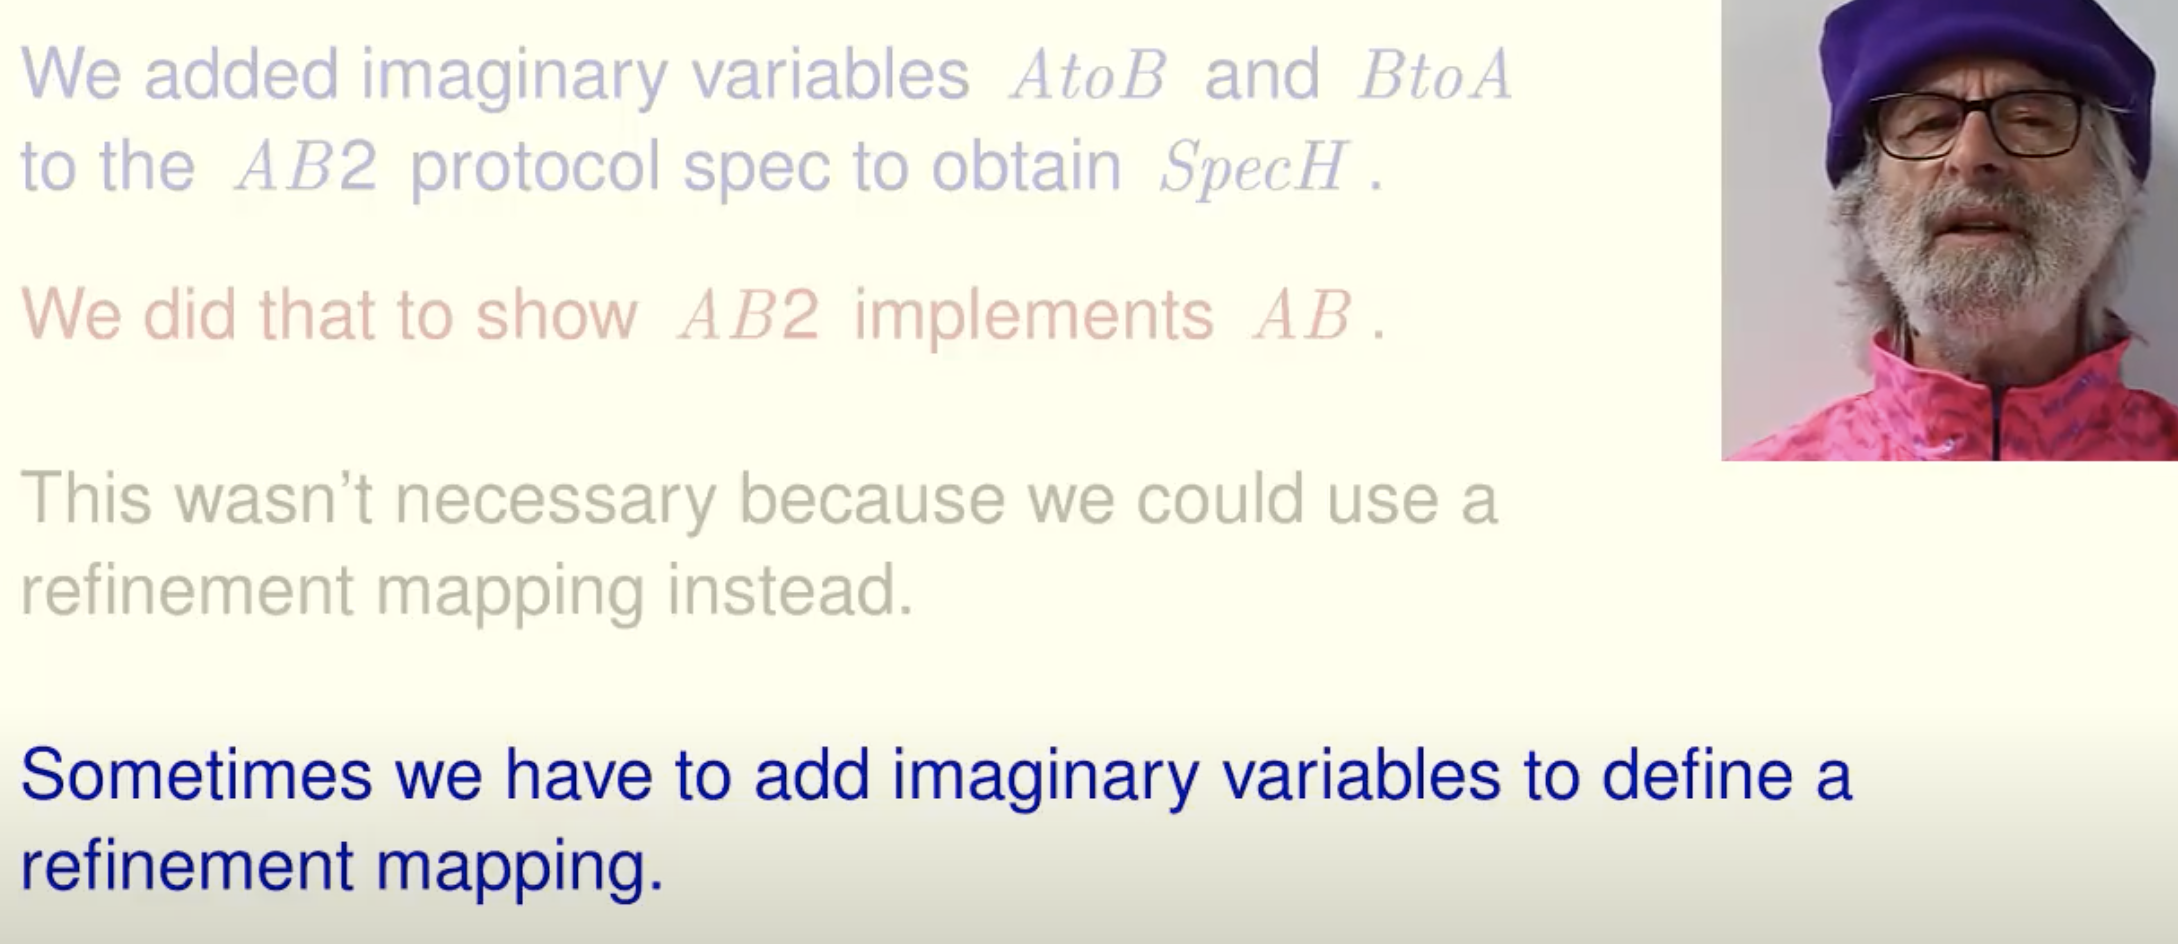 We added imaginary variables AtoB and BtoA
to the AB2 protocol spec to obtain SpecH .
We did that to show AB2 implements AB .
This wasn’t necessary because we could use a
refinement mapping instead.
Sometimes we have to add imaginary variables to define a
refinement mapping.